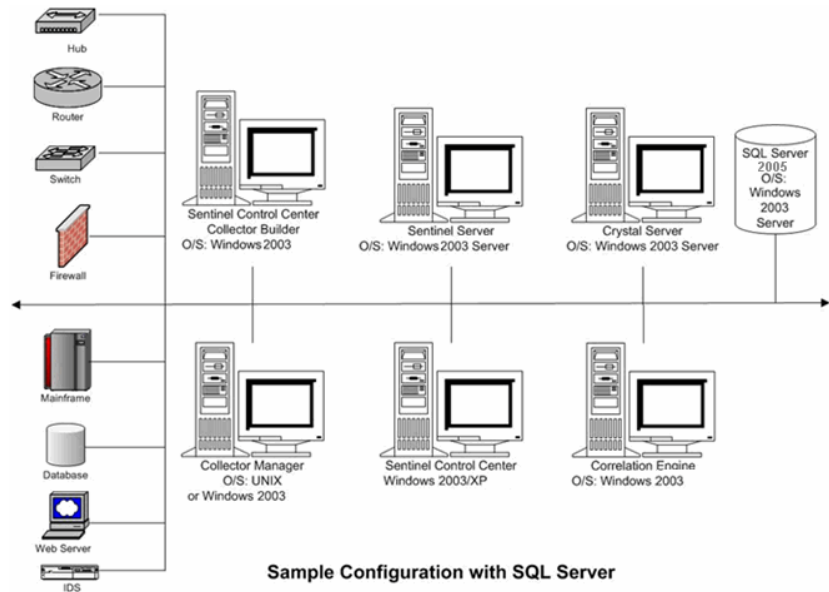 Hub
Router
Switch
Firewall
Mainframe
Database
Web Server
IDS
Sentinel Control Center
Collector Builder
O/S: Windows 2003
Sentinel Server
O/S: Windows 2003 Server
Crystal Server
O/S: Windows 2003 Server
SQL Server
2005
O/S:
Windows
2003
Server
Collector Manager
O/S: UNIX
or Windows 2003
Sentinel Control Center
Windows 2003/XP
Correlation Engine
O/S: Windows 2003
Sample Configuration with SQL Server